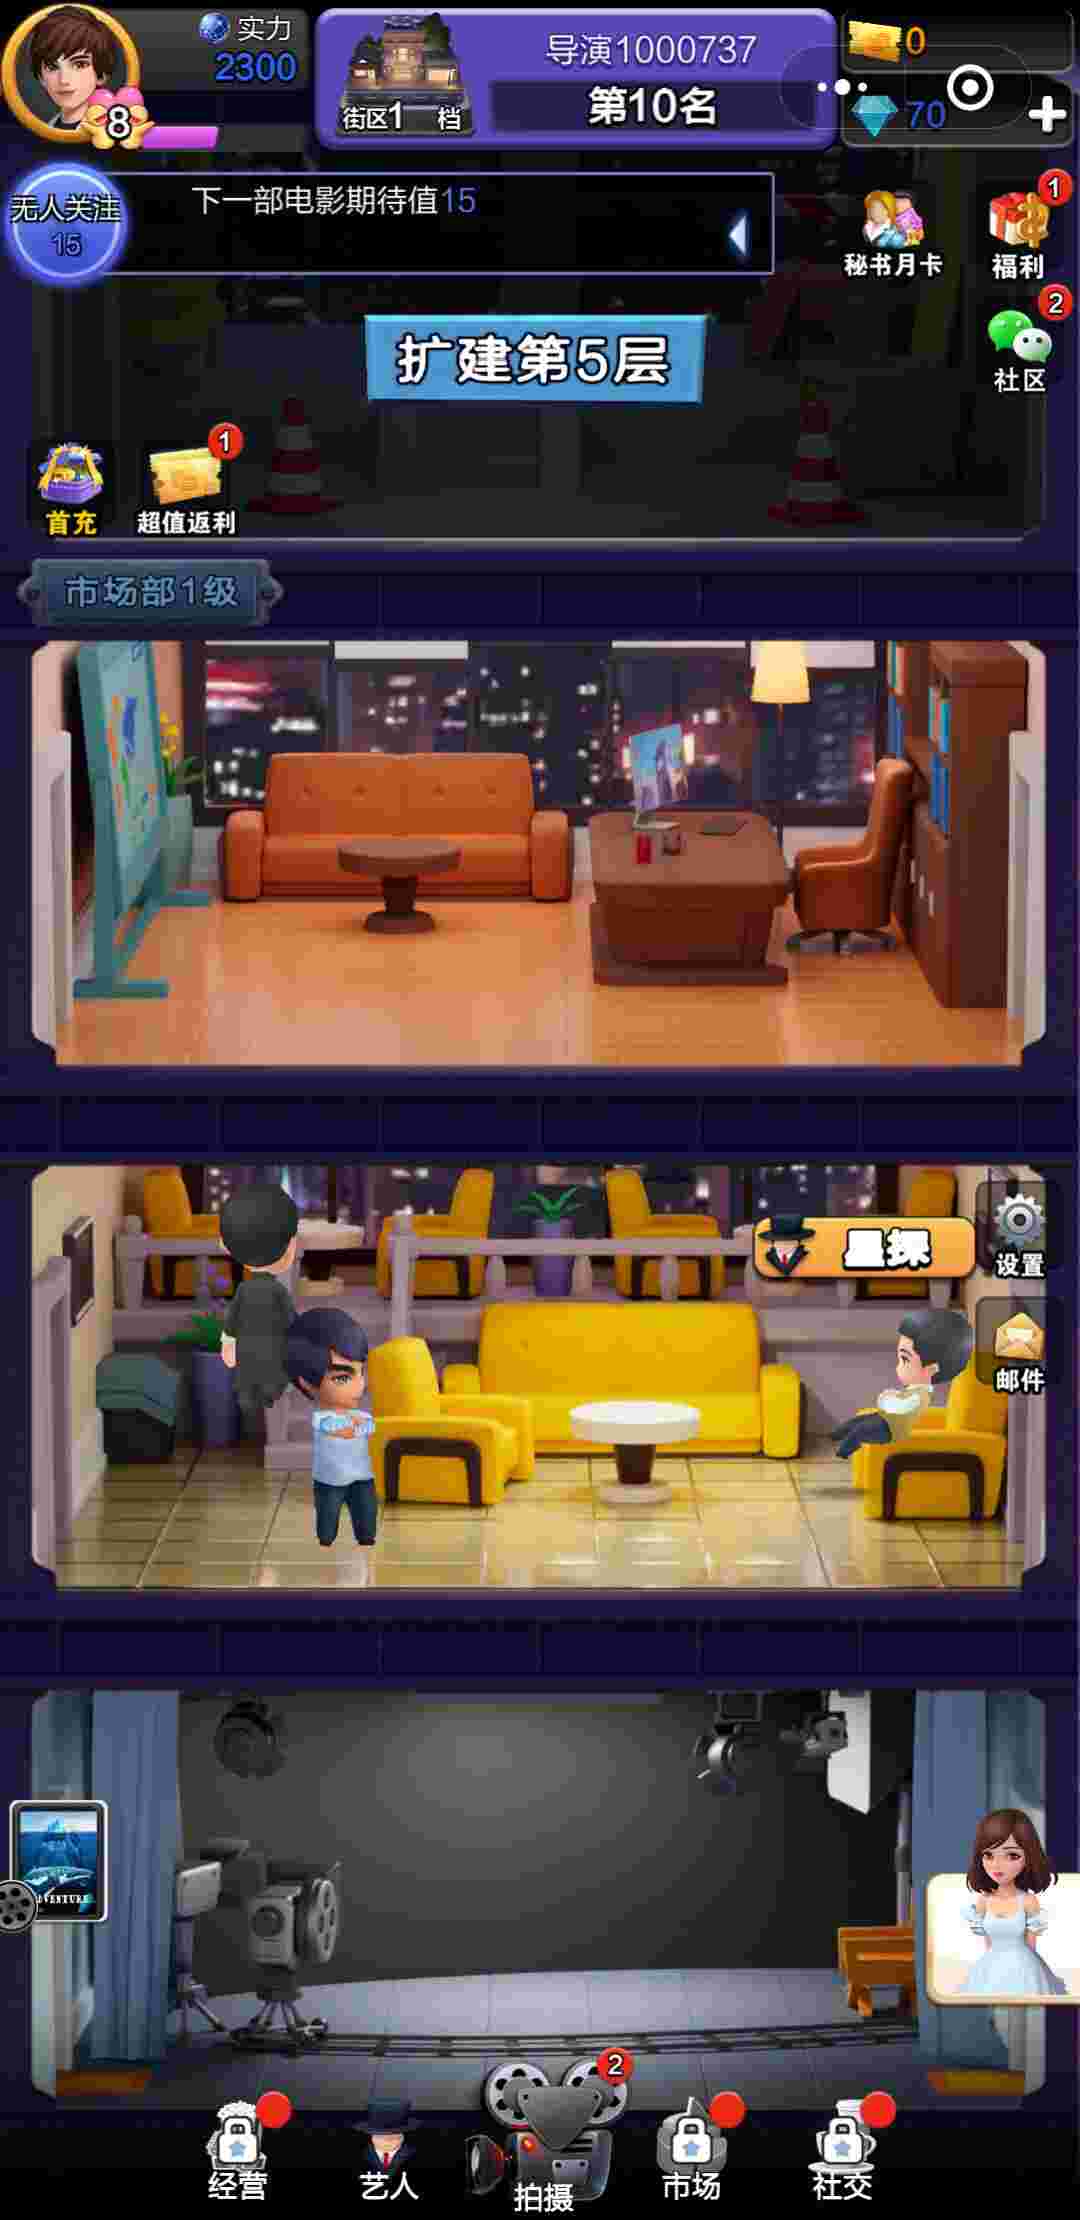 实力
2300
8
街区1 档
导演1000737
第10名
0
70
无人关注
15
下一部电影期待值15
秘书月卡
1
福利
2
社区
扩建第5层
首充
1
超值返利
市场部1级
星探
设置
邮件
ADVENTURE
2
经营
艺人
拍摄
市场
社交